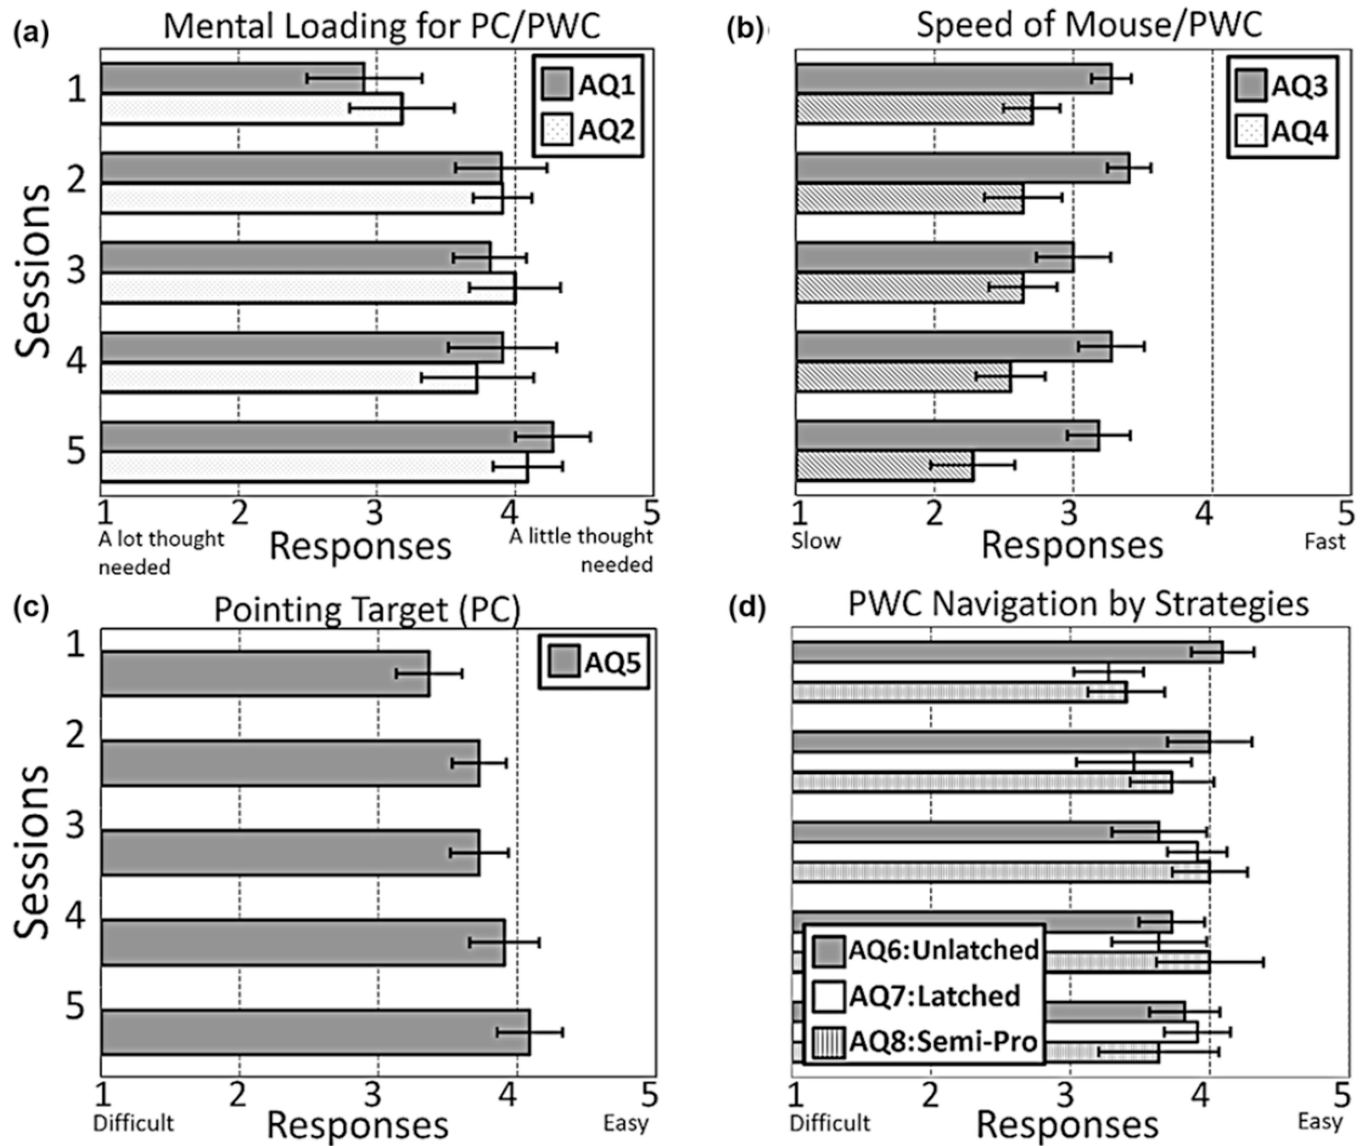 (a)
Mental Loading for PC/PWC
AQ1
AQ2
Sessions
1
2
3
4
5
1 2 3 4 5
A lot thought
needed
Responses
A little thought
needed
(b)
Speed of Mouse/PWC
AQ3
AQ4
1 2 3 4 5
Slow
Responses
Fast
(c)
Pointing Target (PC)
AQ5
Sessions
1
2
3
4
5
1 2 3 4 5
Difficult
Responses
Easy
(d)
PWC Navigation by Strategies
AQ6:Unlatched
AQ7:Latched
AQ8:Semi-Pro
1 2 3 4 5
Difficult
Responses
Easy